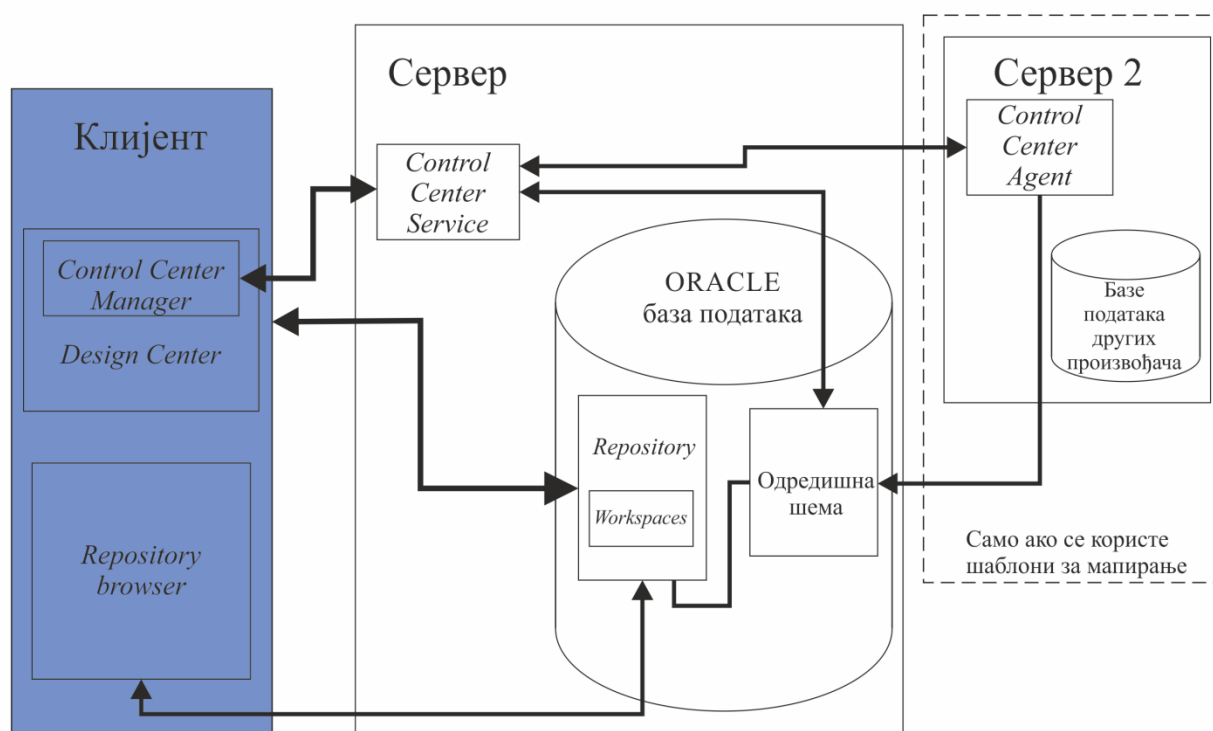 Клијент
Control Center
Manager
Design Center
Repository
browser
Сервер
Control
Center
Service
ORACLE
база података
Repository
Workspaces
Одредишна
шема
Сервер 2
Control
Center
Agent
Базе
података
других
произвођача
Само ако се користе
шаблони за мапирање